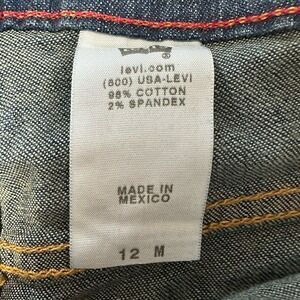 ®
levi.com
(800) USA-LEVI
98% COTTON
2% SPANDEX
MADE IN
MEXICO
12 M